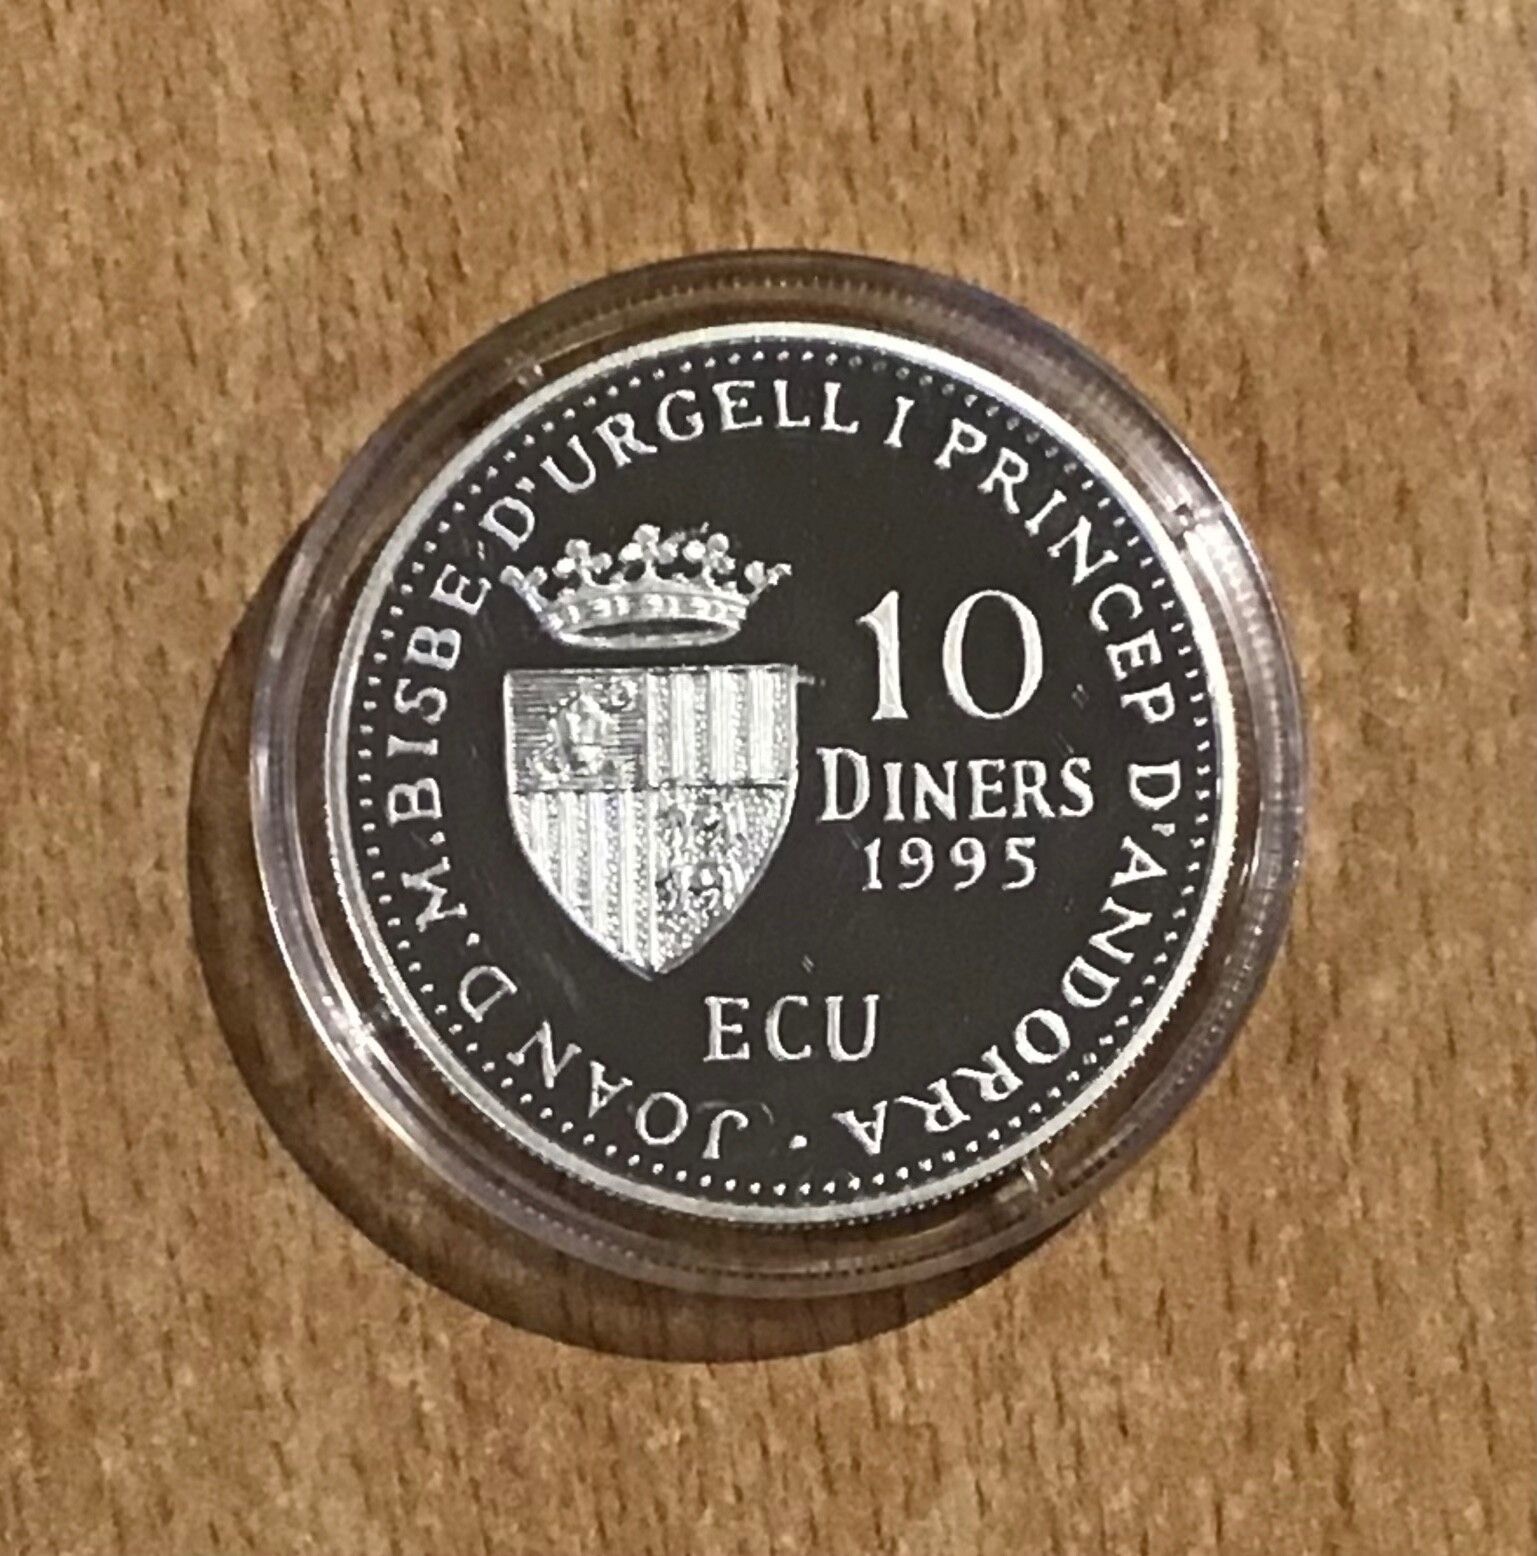 JOAN D.M.BISBE D'URGELL I PRINCEP D'ANDORRA ·
10
DINERS
1995
ECU